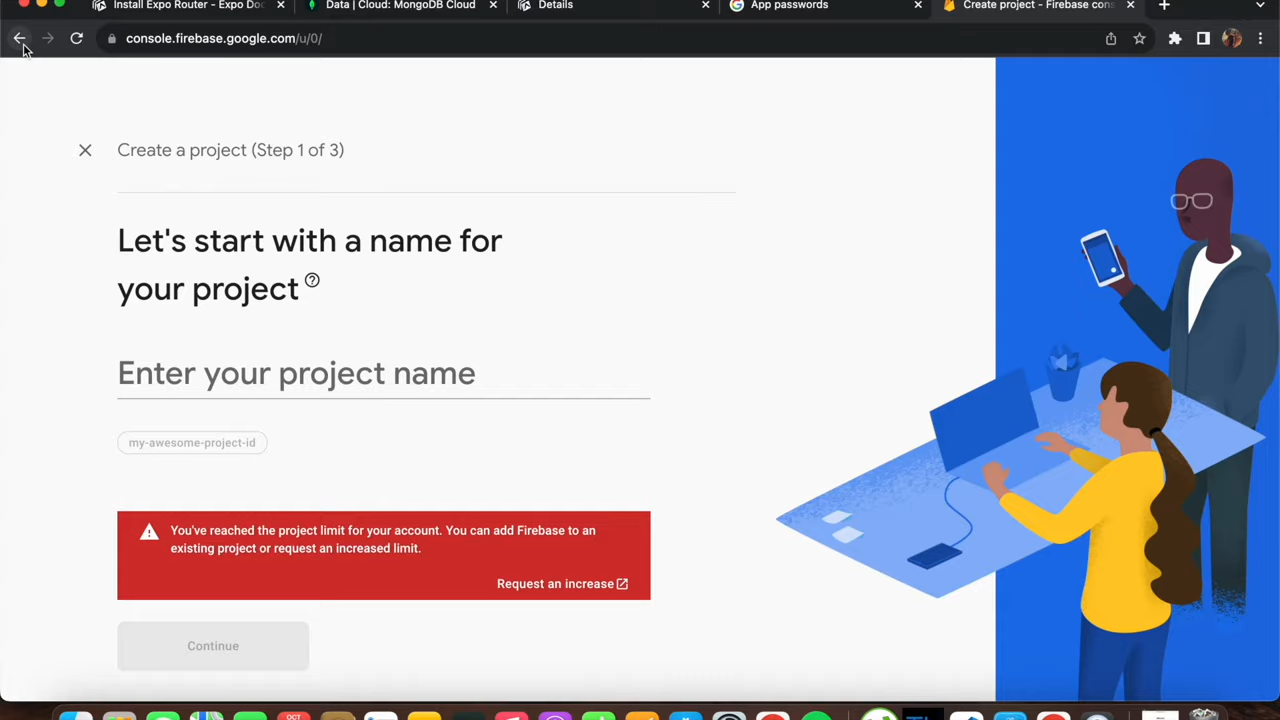 Install Expo Router - Expo Do
Data | Cloud: MongoDB Cloud
Details
App passwords
Create project - Firebase con
console.firebase.google.com/u/0/
Create a project (Step 1 of 3)
Let's start with a name for
your project
Enter your project name
my-awesome-project-id
You've reached the project limit for your account. You can add Firebase to an
existing project or request an increased limit.
Request an increase
Continue
OCT